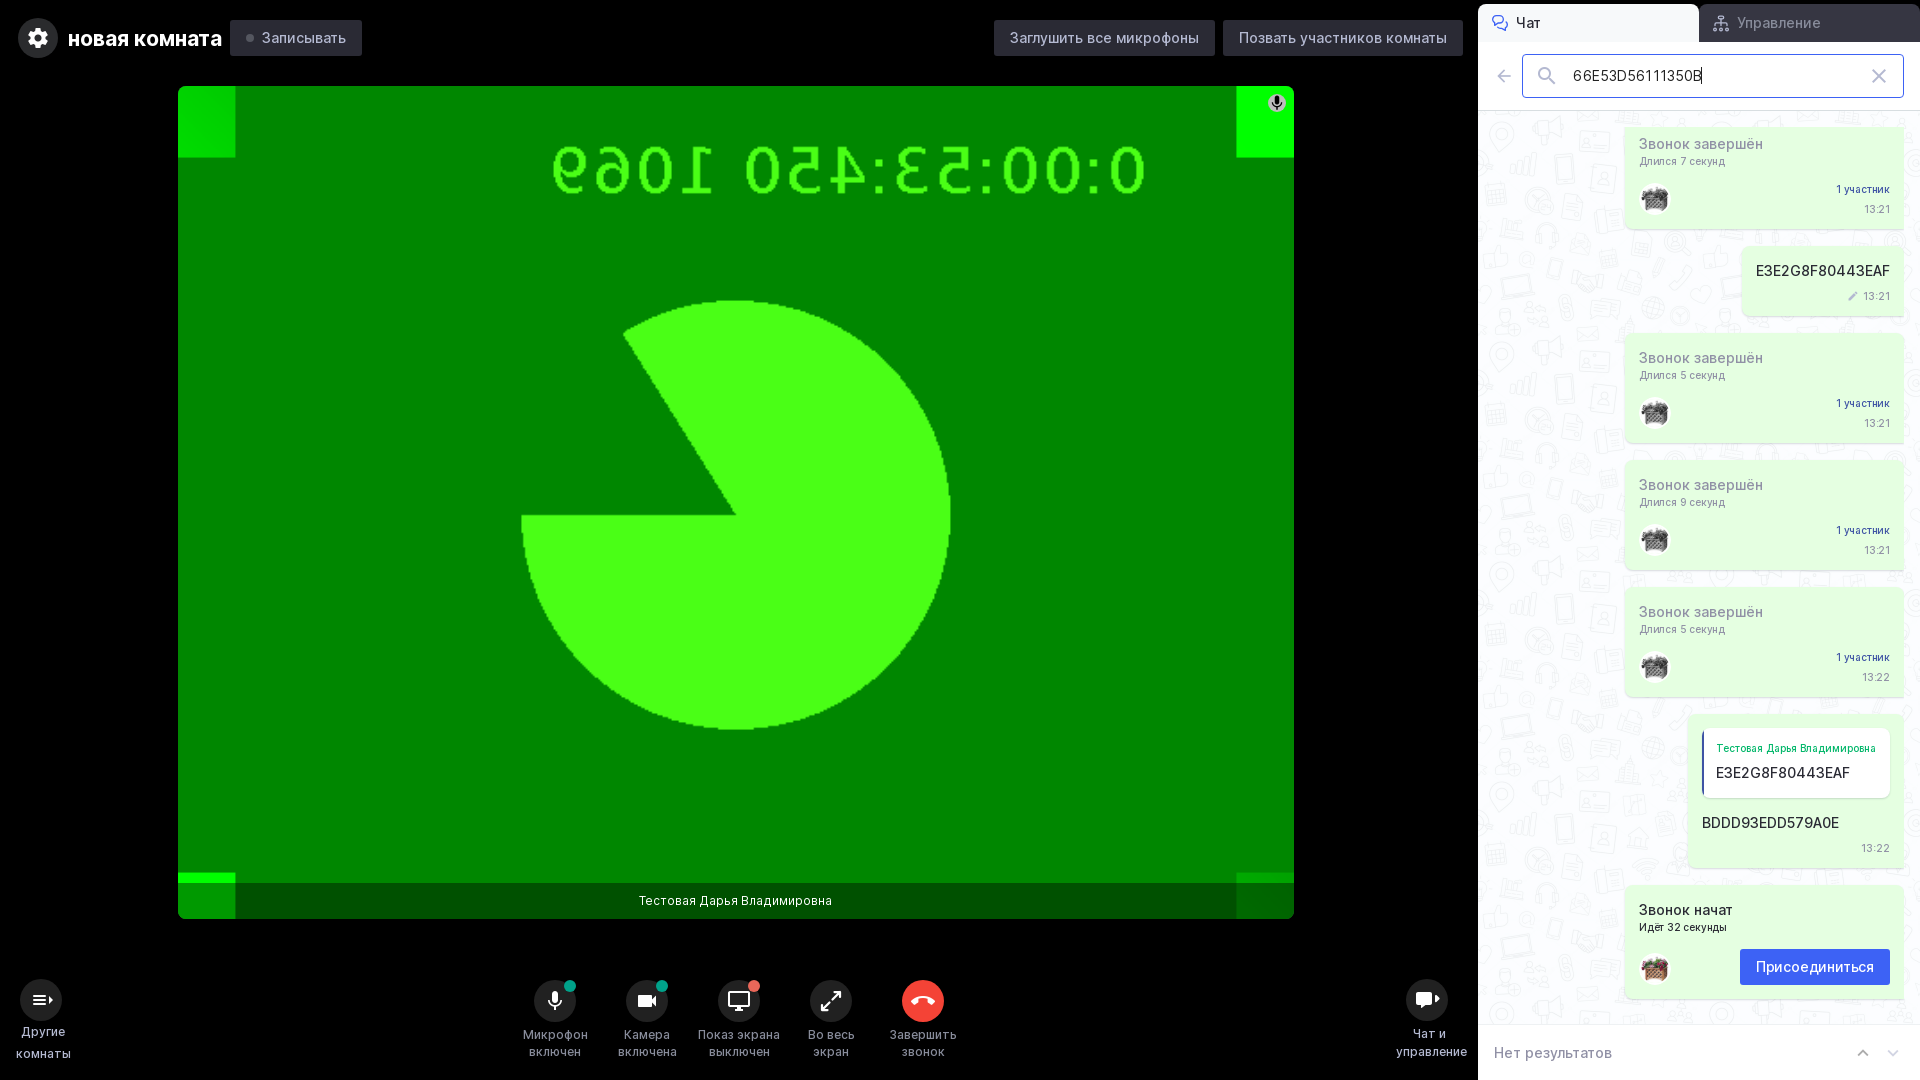 новая комната
Записывать
Заглушить все микрофоны
Позвать участников комнаты
Чат
Управление
66E53D56111350B
0:00:53:450 1069
Тестовая Дарья Владимировна
Звонок завершён
Длился 7 секунд
1 участник
13:21
E3E2G8F80443EAF
13:21
Звонок завершён
Длился 5 секунд
1 участник
13:21
Звонок завершён
Длился 9 секунд
1 участник
13:21
Звонок завершён
Длился 5 секунд
1 участник
13:22
Тестовая Дарья Владимировна
E3E2G8F80443EAF
BDDD93EDD579A0E
13:22
Звонок начат
Идёт 32 секунды
Присоединиться
Нет результатов
Другие
комнаты
Микрофон
включен
Камера
включена
Показ экрана
выключен
Во весь
экран
Завершить
звонок
Чат и
управление